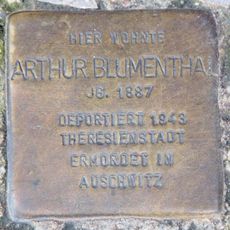 HIER WOHNTE
ARTHUR BLUMENTHAL
JG. 1887
DEPORTIERT 1943
THERESIENSTADT
ERMORDET IN
AUSCHWITZ